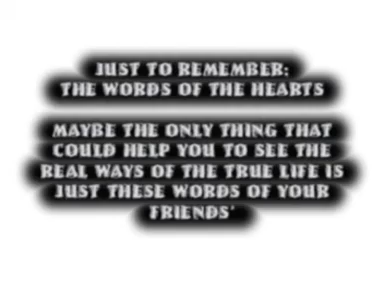 JUST TO REMEMBER:
THE WORDS OF THE HEARTS
MAYBE THE ONLY THING THAT
COULD HELP YOU TO SEE THE
REAL WAYS OF THE TRUE LIFE IS
JUST THESE WORDS OF YOUR
FRIENDS'